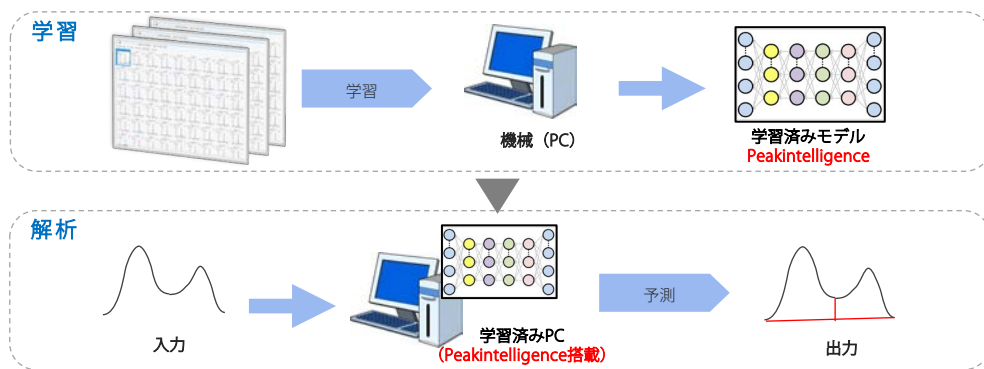 学習
学習
機械（PC）
学習済みモデル
Peakintelligence
解析
入力
学習済みPC
（Peakintelligence搭載）
予測
出力